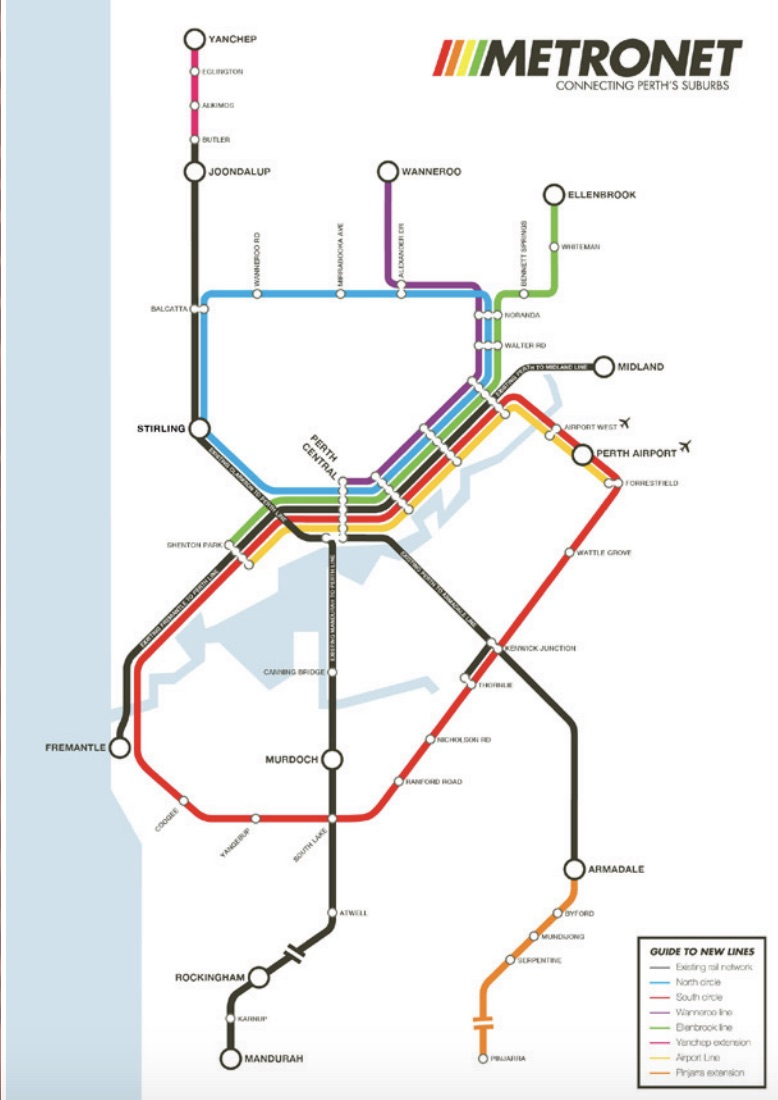 YANCHEP
METRONET
CONNECTING PERTH'S SUBURBS
EGLINGTON
ALKIMOS
BUTLER
JOONDALUP
WANNEROO
ELLENBROOK
WANNEROO RD
MIRRABOOKA AVE
ALEXANDER DR
BENNETT SPRINGS
WHITEMAN
BALCATTA
NORANDA
WALTER RD
EXISTING PERTH TO MIDLAND LINE
MIDLAND
STIRLING
AIRPORT WEST
PERTH
CENTRAL
PERTH AIRPORT
EXISTING CLARKSON TO PERTH LINE
FORRESTFIELD
SHENTON PARK
WATTLE GROVE
EXISTING FREMANTLE TO PERTH LINE
EXISTING MANDURAH TO PERTH LINE
EXISTING PERTH TO ARMADALE LINE
KENWICK JUNCTION
CANNING BRIDGE
THORNLIE
FREMANTLE
NICHOLSON RD
MURDOCH
RANFORD ROAD
COOGEE
YANGEBUP
SOUTH LAKE
ARMADALE
ATWELL
BYFORD
MUNDIJONG
SERPENTINE
ROCKINGHAM
KARNUP
MANDURAH
PINJARRA
GUIDE TO NEW LINES
Existing rail network
North circle
South circle
Wanneroo line
Ellenbrook line
Yanchep extension
Airport Line
Pinjarra extension